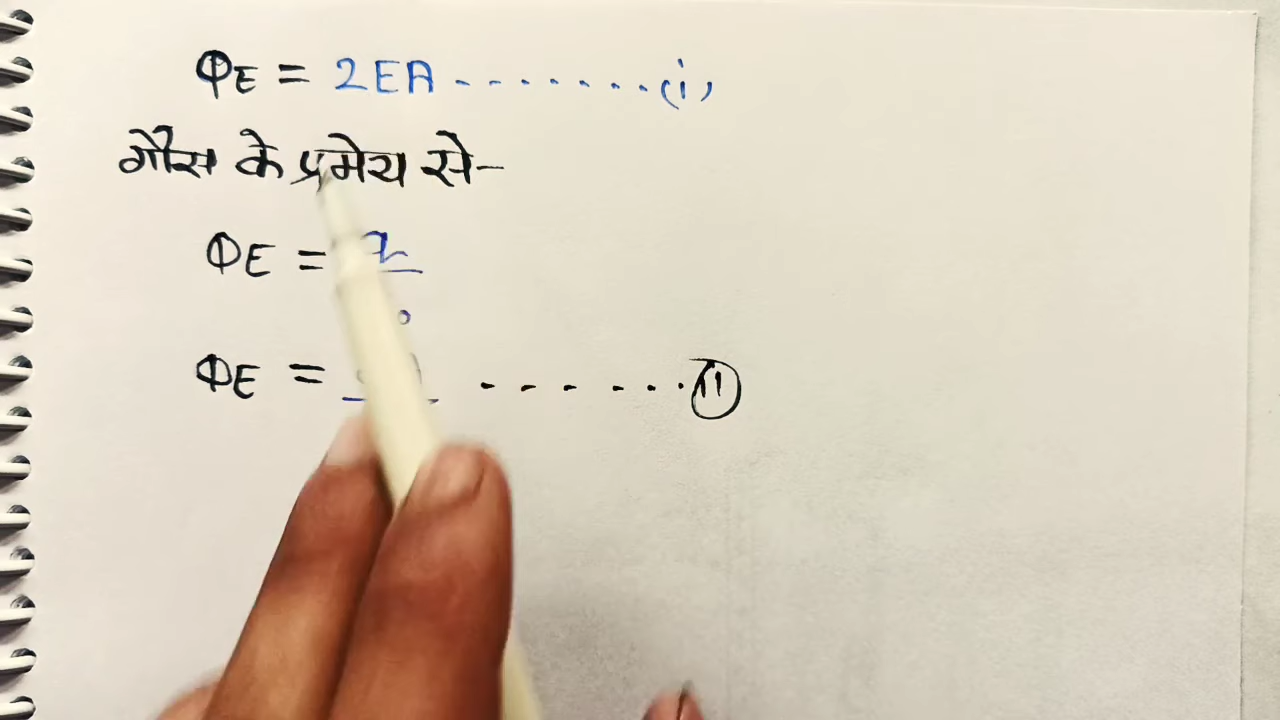 ΦE = 2EA ........(i)
गौस के प्रमेय से-
ΦE = q
ΦE = ...... (ii)